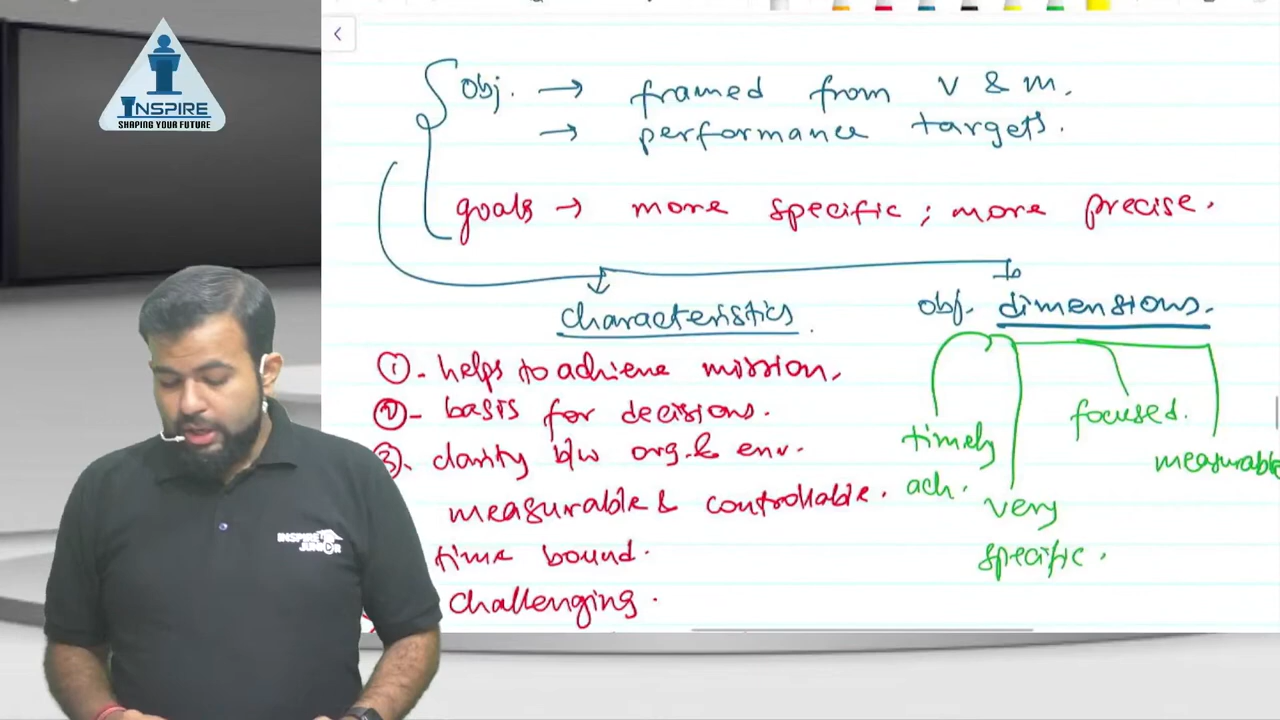 INSPIRE
SHAPING YOUR FUTURE
obj. → framed from v & m.
→ performance targets.
goals → more specific ; more precise.
characteristics.
obj. dimensions.
① - helps to achieve mission.
② - basis for decisions.
③. clarity b/w org. & env.
measurable & controllable.
time bound.
challenging.
timely
ach.
very
specific.
focused.
measurable
INSPIRE
JUNIOR